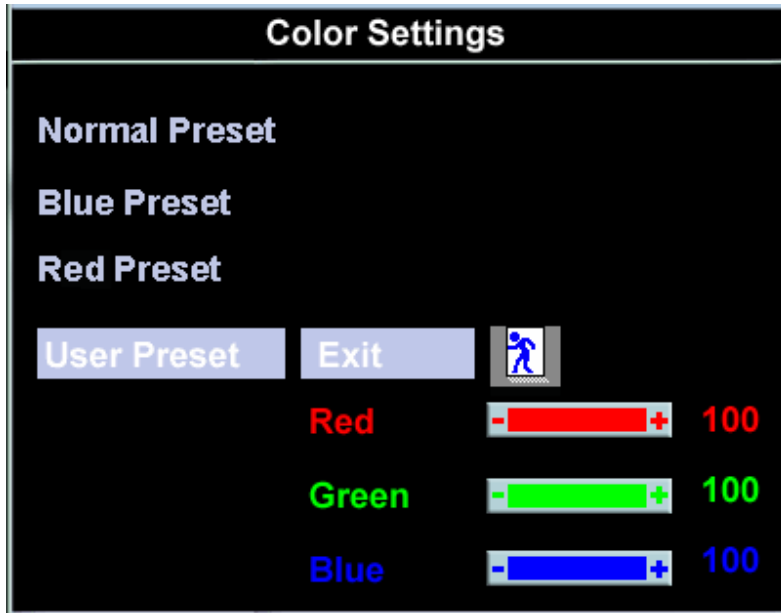 Color Settings
Normal Preset
Blue Preset
Red Preset
User Preset Exit
Red - + 100
Green - + 100
Blue - + 100